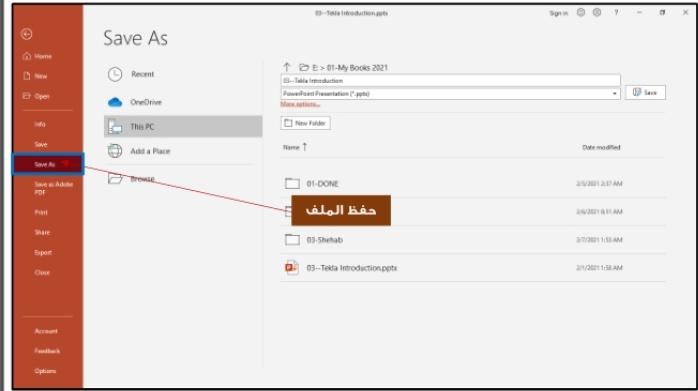 03--Tekla Introduction.pptx
Sign in
?
Save As
Home
New
Open
Info
Save
Save As
Save as Adobe
PDF
Print
Share
Export
Close
Account
Feedback
Options
Recent
OneDrive
This PC
Add a Place
Browse
E: > 01-My Books 2021
03--Tekla Introduction
PowerPoint Presentation (*.pptx)
Save
More options...
New Folder
Name ↑
Date modified
01-DONE
2/5/2021 2:37 AM
حفظ الملف
2/6/2021 8:51 AM
03-Shehab
2/7/2021 1:53 AM
03--Tekla Introduction.pptx
2/1/2021 1:58 AM